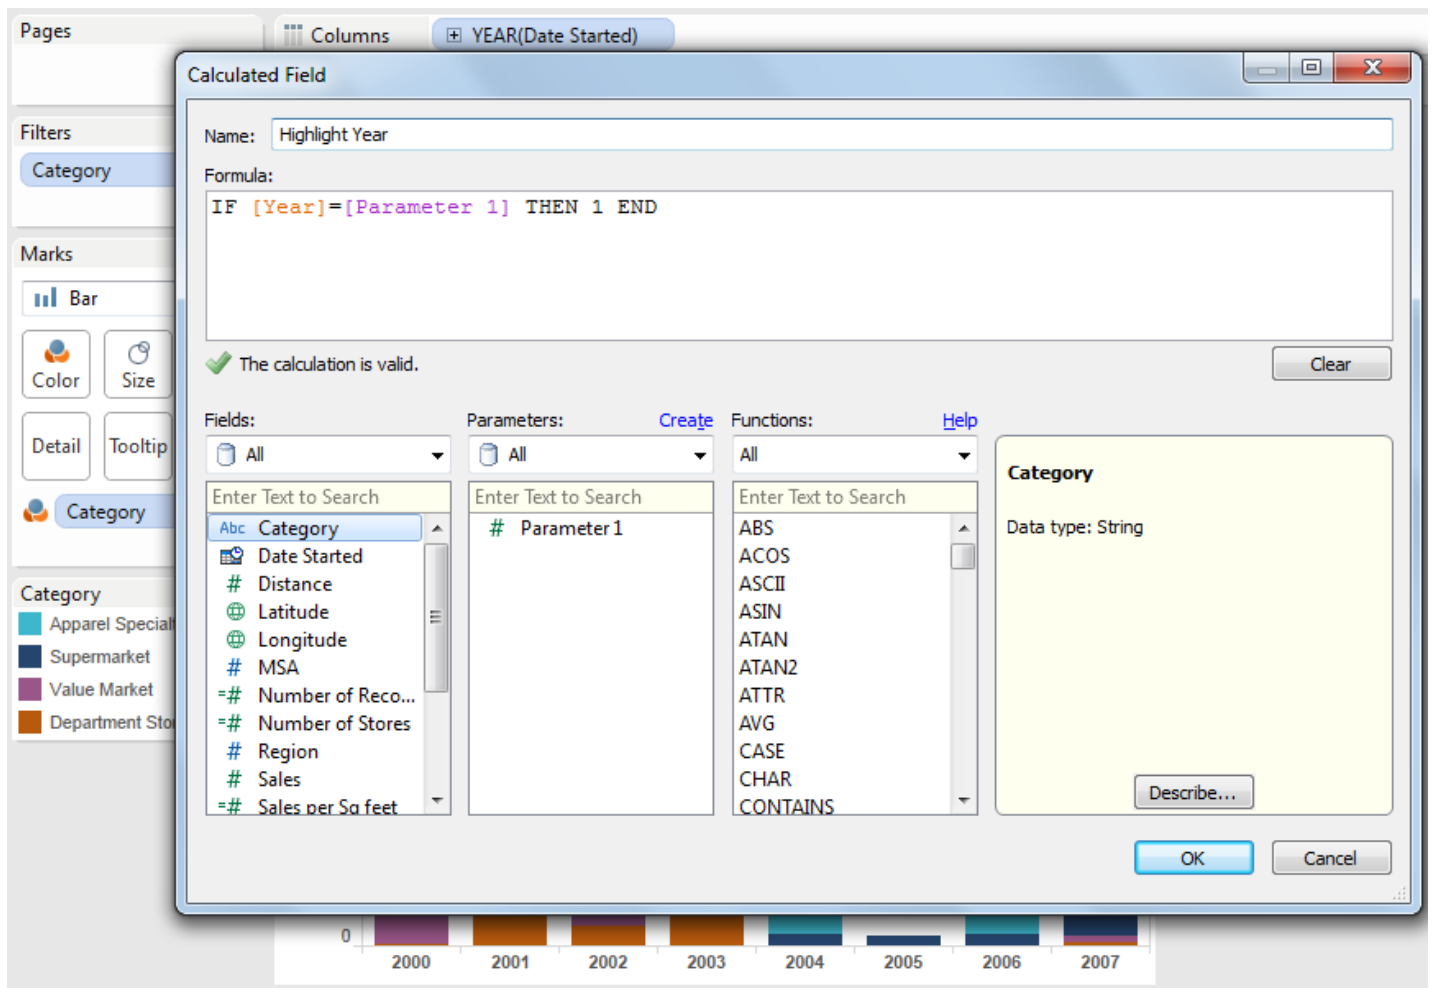 Pages
Columns
YEAR(Date Started)
Calculated Field
Name: Highlight Year
Filters
Category
Formula:
IF [Year]=[Parameter 1] THEN 1 END
Marks
Bar
Color
Size
The calculation is valid.
Clear
Detail
Tooltip
Category
Fields:
All
Enter Text to Search
Abc Category
Date Started
# Distance
Latitude
Longitude
# MSA
=# Number of Reco...
=# Number of Stores
# Region
# Sales
=# Sales per Sq feet
Parameters: Create
All
Enter Text to Search
# Parameter 1
Functions: Help
All
Enter Text to Search
ABS
ACOS
ASCII
ASIN
ATAN
ATAN2
ATTR
AVG
CASE
CHAR
CONTAINS
Category
Data type: String
Describe...
OK
Cancel
Category
Apparel Special
Supermarket
Value Market
Department Sto
0
2000 2001 2002 2003 2004 2005 2006 2007